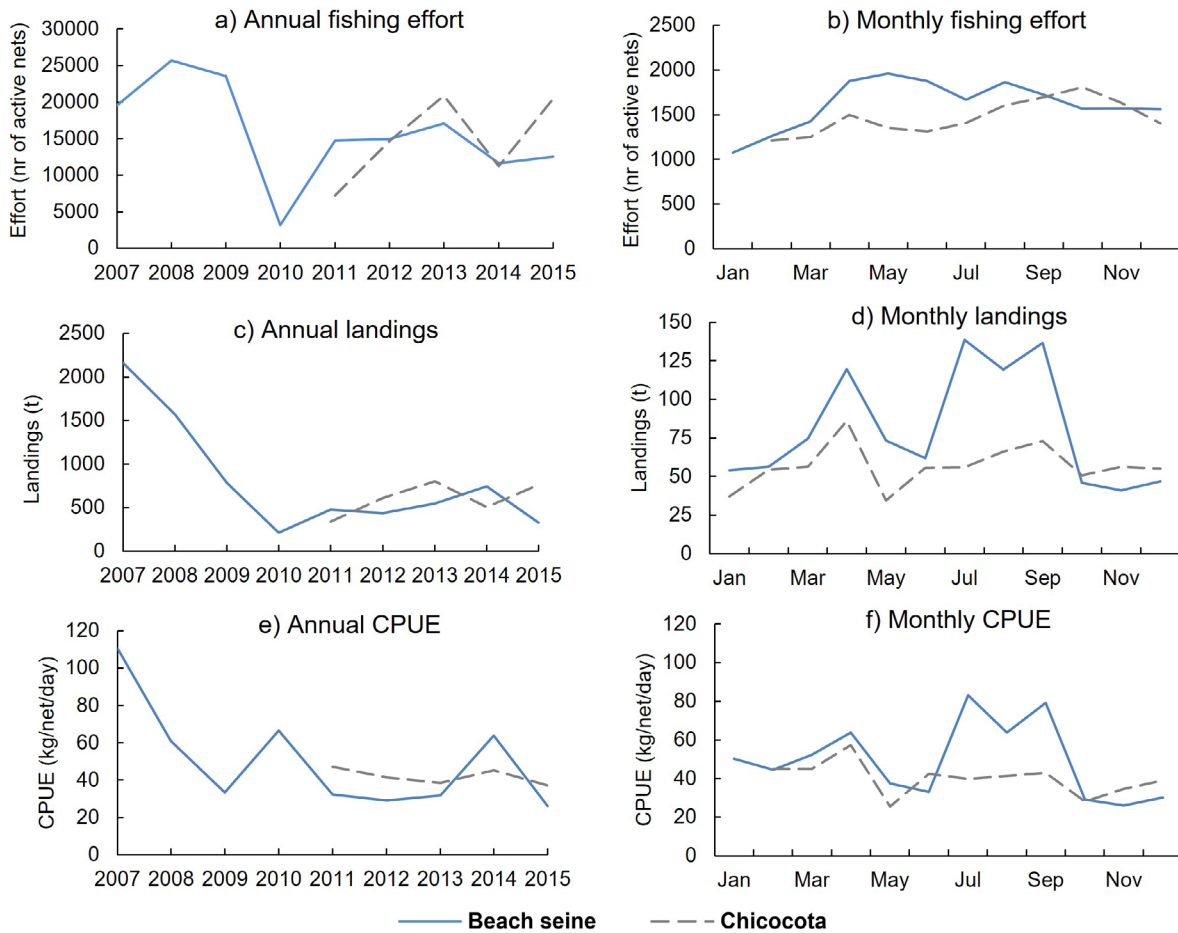 a) Annual fishing effort
Effort (nr of active nets)
30000
25000
20000
15000
10000
5000
0
2007 2008 2009 2010 2011 2012 2013 2014 2015
b) Monthly fishing effort
Effort (nr of active nets)
2500
2000
1500
1000
500
0
Jan Mar May Jul Sep Nov
c) Annual landings
Landings (t)
2500
2000
1500
1000
500
0
2007 2008 2009 2010 2011 2012 2013 2014 2015
d) Monthly landings
Landings (t)
150
125
100
75
50
25
0
Jan Mar May Jul Sep Nov
e) Annual CPUE
CPUE (kg/net/day)
120
100
80
60
40
20
0
2007 2008 2009 2010 2011 2012 2013 2014 2015
f) Monthly CPUE
CPUE (kg/net/day)
120
100
80
60
40
20
0
Jan Mar May Jul Sep Nov
Beach seine Chicocota